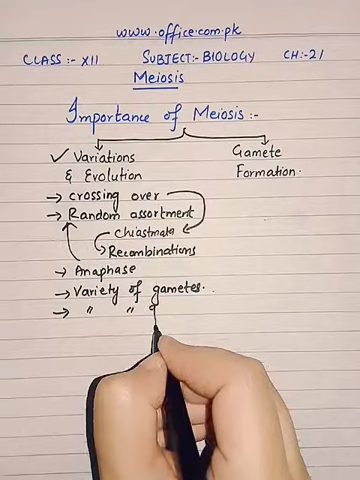 www.office.com.pk
CLASS :- XII SUBJECT:- BIOLOGY CH:-21
Meiosis
Importance of Meiosis :-
✓ Variations
& Evolution
Gamete
Formation.
→ crossing over
→ Random assortment
chiastmata
Recombinations
→ Anaphase
→ Variety of gametes..
→ " "